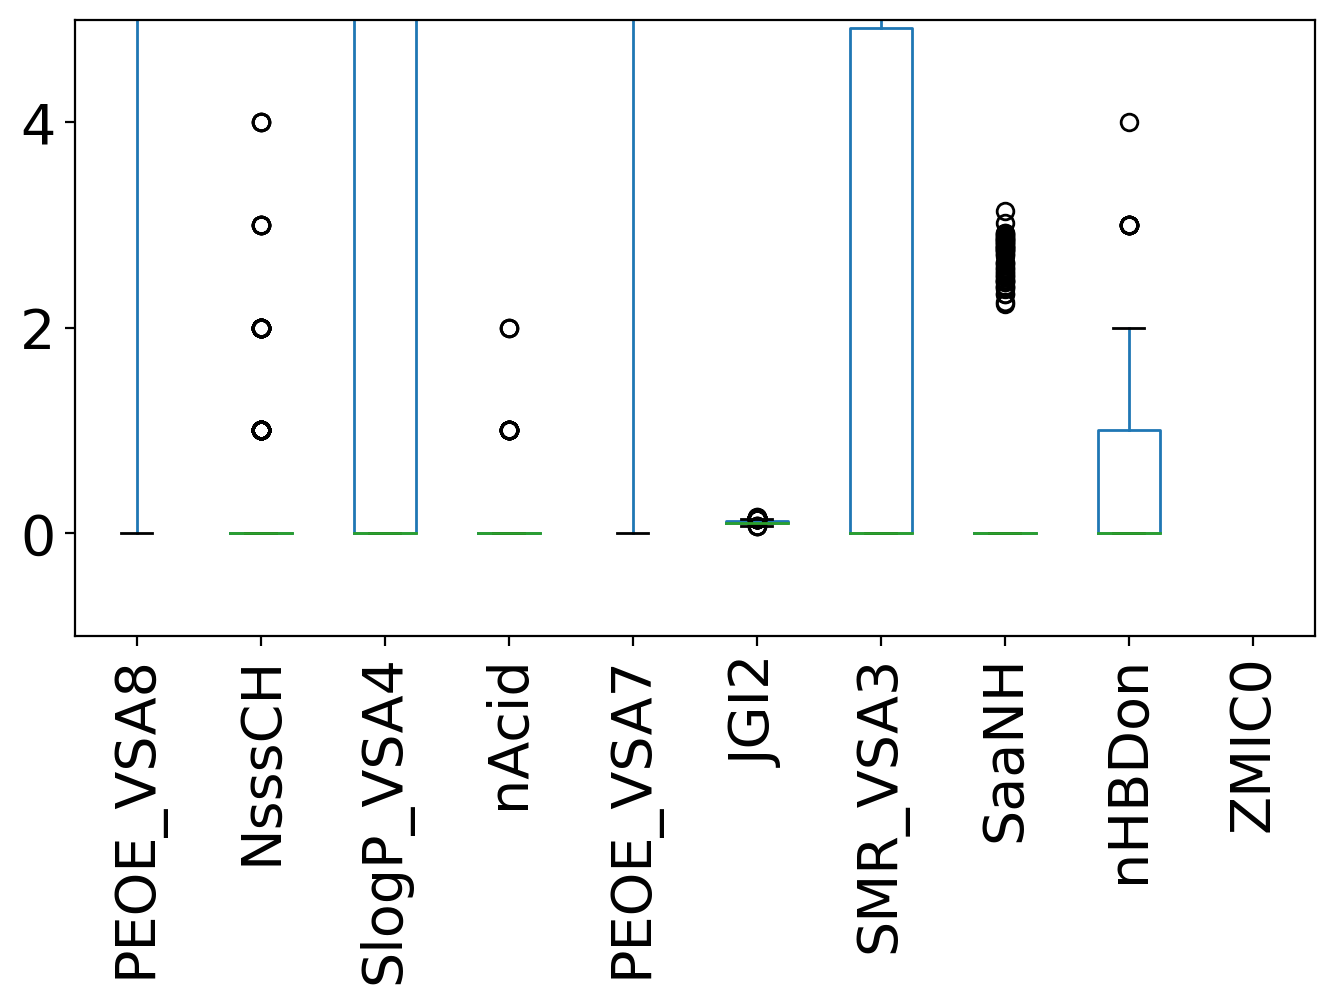 4
2
0
PEOE_VSA8
NsssCH
SlogP_VSA4
nAcid
PEOE_VSA7
JGI2
SMR_VSA3
SaaNH
nHBDon
ZMIC0